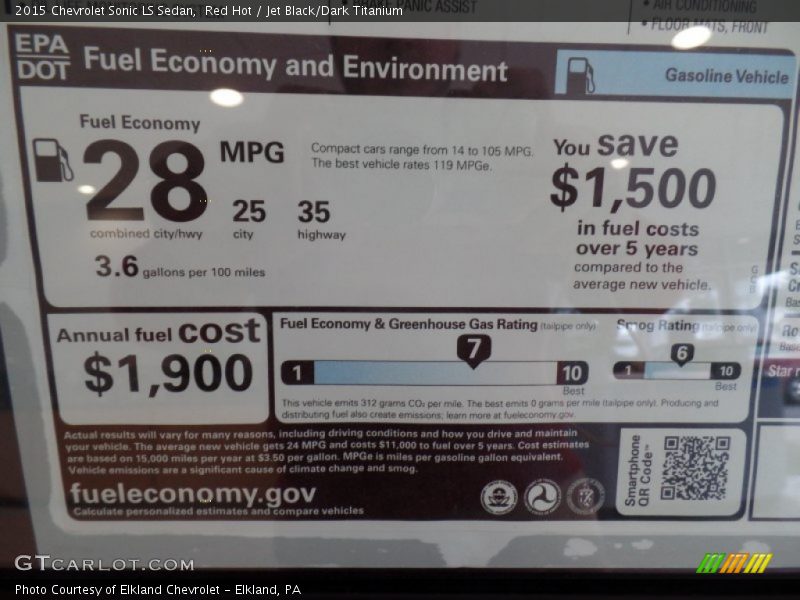 2015 Chevrolet Sonic LS Sedan, Red Hot / Jet Black/Dark Titanium
PANIC ASSIST
• AIR CONDITIONING
• FLOOR MATS, FRONT
EPA
DOT
Fuel Economy and Environment
Gasoline Vehicle
Fuel Economy
28 MPG
combined city/hwy
25
city
35
highway
3.6 gallons per 100 miles
Compact cars range from 14 to 105 MPG.
The best vehicle rates 119 MPGe.
You save
$1,500
in fuel costs
over 5 years
compared to the
average new vehicle.
Annual fuel cost
$1,900
Fuel Economy & Greenhouse Gas Rating (tailpipe only)
7
1
10
Best
Smog Rating (tailpipe only)
6
1
10
Best
This vehicle emits 312 grams CO₂ per mile. The best emits 0 grams per mile (tailpipe only). Producing and
distributing fuel also create emissions; learn more at fueleconomy.gov.
Actual results will vary for many reasons, including driving conditions and how you drive and maintain
your vehicle. The average new vehicle gets 24 MPG and costs $11,000 to fuel over 5 years. Cost estimates
are based on 15,000 miles per year at $3.50 per gallon. MPGe is miles per gasoline gallon equivalent.
Vehicle emissions are a significant cause of climate change and smog.
fueleconomy.gov
Calculate personalized estimates and compare vehicles
Smartphone
QR Code™
Star r
GTCarLot.com
Photo Courtesy of Elkland Chevrolet - Elkland, PA